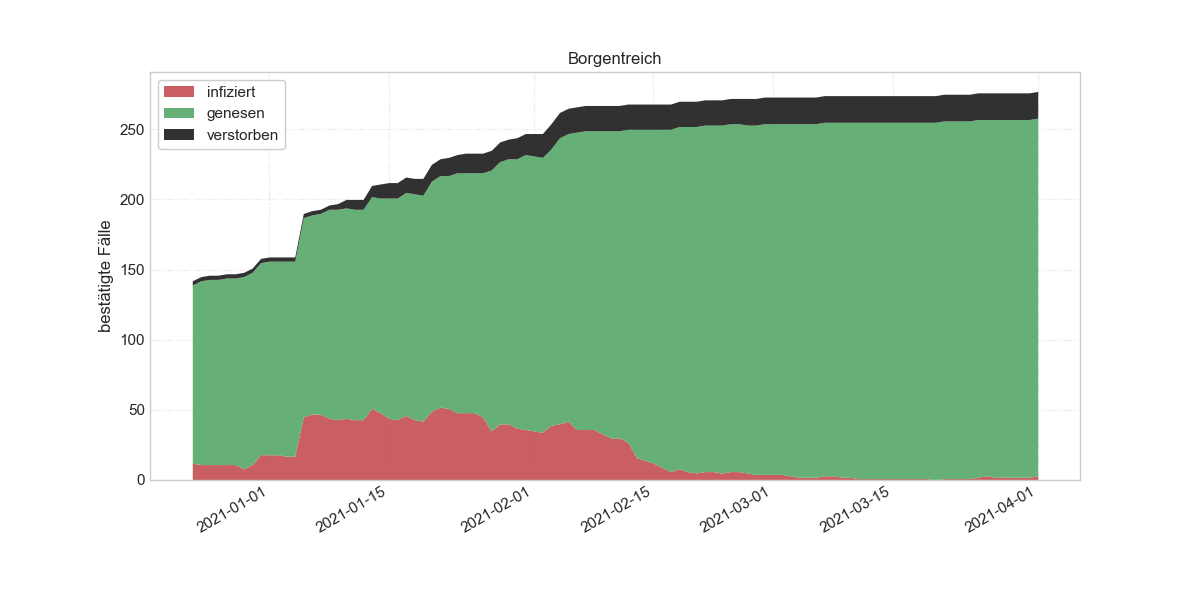 Borgentreich
infiziert
genesen
verstorben
bestätigte Fälle
250
200
150
100
50
0
2021-01-01
2021-01-15
2021-02-01
2021-02-15
2021-03-01
2021-03-15
2021-04-01